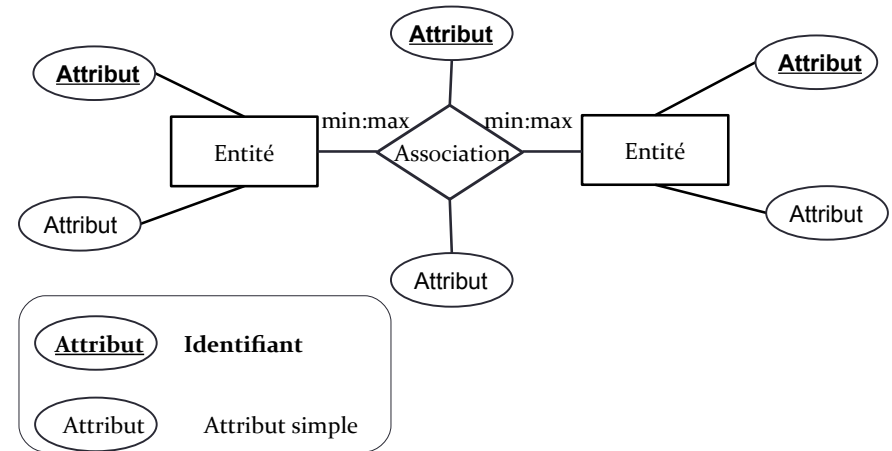 Attribut
Attribut
Attribut
min:max
min:max
Entité
Association
Entité
Attribut
Attribut
Attribut
Attribut Identifiant
Attribut Attribut simple